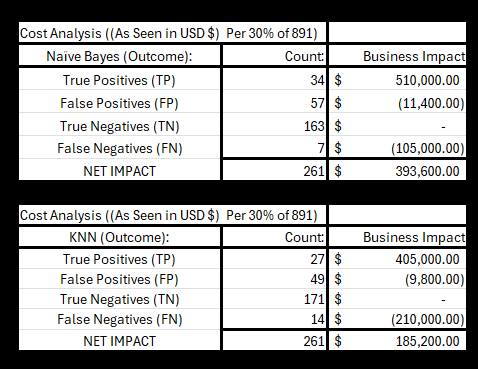 Cost Analysis ((As Seen in USD $) Per 30% of 891)
Naïve Bayes (Outcome): Count: Business Impact
True Positives (TP) 34 $ 510,000.00
False Positives (FP) 57 $ (11,400.00)
True Negatives (TN) 163 $ -
False Negatives (FN) 7 $ (105,000.00)
NET IMPACT 261 $ 393,600.00
Cost Analysis ((As Seen in USD $) Per 30% of 891)
KNN (Outcome): Count: Business Impact
True Positives (TP) 27 $ 405,000.00
False Positives (FP) 49 $ (9,800.00)
True Negatives (TN) 171 $ -
False Negatives (FN) 14 $ (210,000.00)
NET IMPACT 261 $ 185,200.00